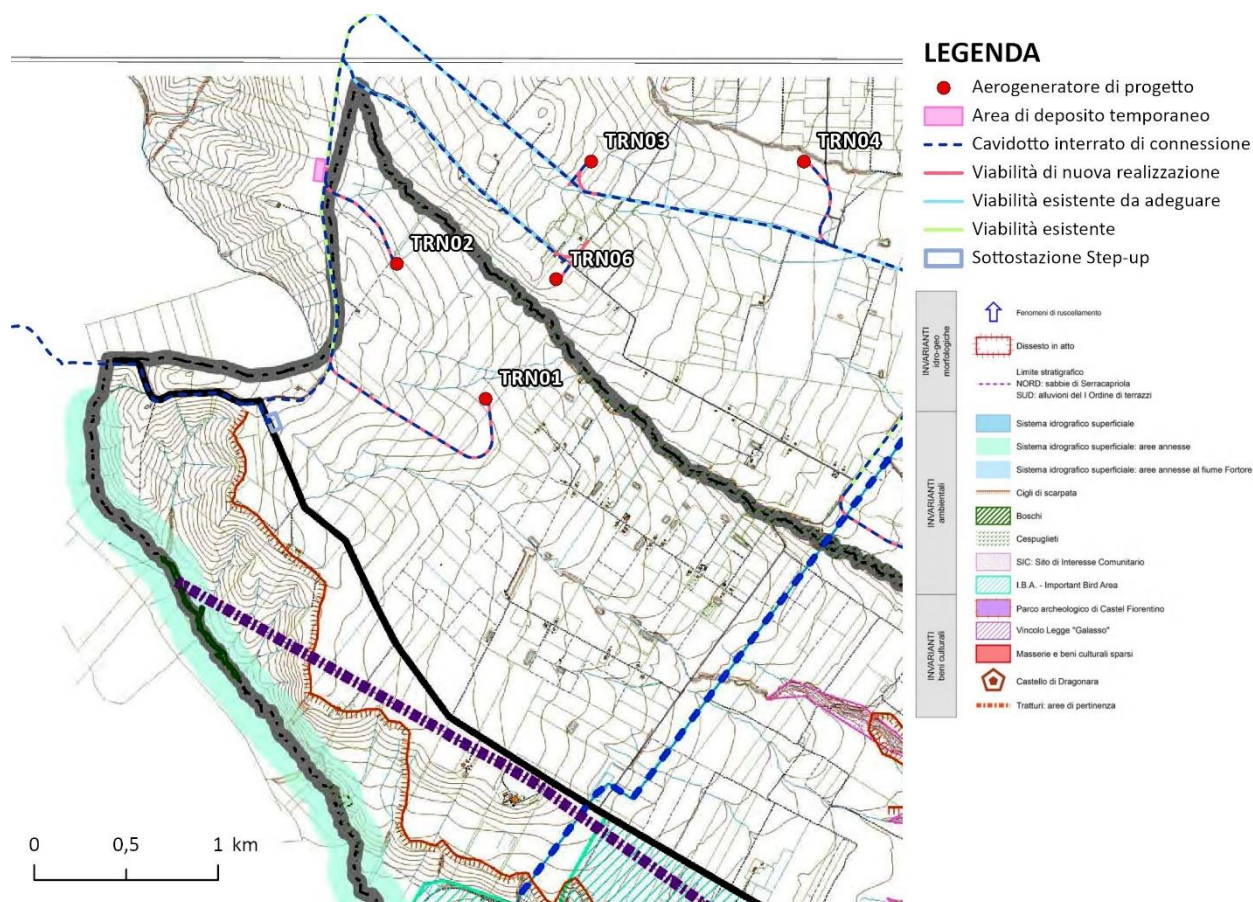 LEGENDA
Aerogeneratore di progetto
Area di deposito temporaneo
Cavidotto interrato di connessione
Viabilità di nuova realizzazione
Viabilità esistente da adeguare
Viabilità esistente
Sottostazione Step-up
TRN03
TRN04
TRN02
TRN06
TRN01
INVARIANTI
idro-geo
morfologiche
Fenomeni di ruscellamento
Dissesto in atto
Limite stratigrafico
NORD: sabbie di Serracapriola
SUD: alluvioni del I Ordine di terrazzi
INVARIANTI
ambientali
Sistema idrografico superficiale
Sistema idrografico superficiale: aree annesse
Sistema idrografico superficiale: aree annesse al fiume Fortore
Cigli di scarpata
Boschi
Cespuglieti
SIC: Sito di Interesse Comunitario
I.B.A. - Important Bird Area
INVARIANTI
beni culturali
Parco archeologico di Castel Fiorentino
Vincolo Legge "Galasso"
Masserie e beni culturali sparsi
Castello di Dragonara
Tratturi: aree di pertinenza
0 0,5 1 km